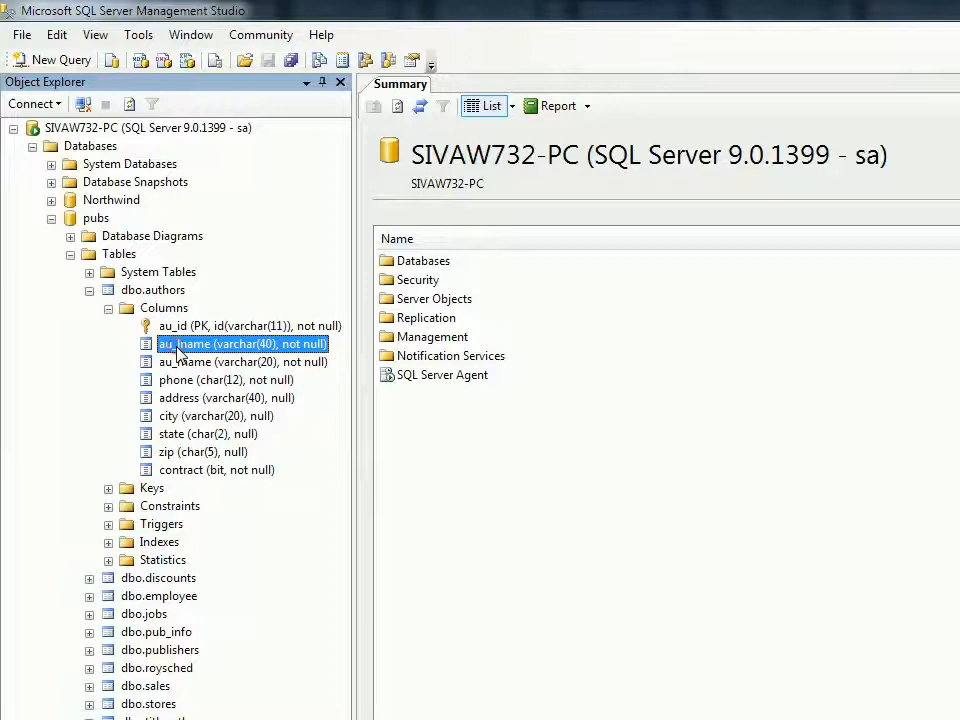 Microsoft SQL Server Management Studio
File Edit View Tools Window Community Help
New Query
Object Explorer
Connect
SIVAW732-PC (SQL Server 9.0.1399 - sa)
Databases
System Databases
Database Snapshots
Northwind
pubs
Database Diagrams
Tables
System Tables
dbo.authors
Columns
au_id (PK, id(varchar(11)), not null)
au_lname (varchar(40), not null)
au_fname (varchar(20), not null)
phone (char(12), not null)
address (varchar(40), null)
city (varchar(20), null)
state (char(2), null)
zip (char(5), null)
contract (bit, not null)
Keys
Constraints
Triggers
Indexes
Statistics
dbo.discounts
dbo.employee
dbo.jobs
dbo.pub_info
dbo.publishers
dbo.roysched
dbo.sales
dbo.stores
Summary
List Report
SIVAW732-PC (SQL Server 9.0.1399 - sa)
SIVAW732-PC
Name
Databases
Security
Server Objects
Replication
Management
Notification Services
SQL Server Agent